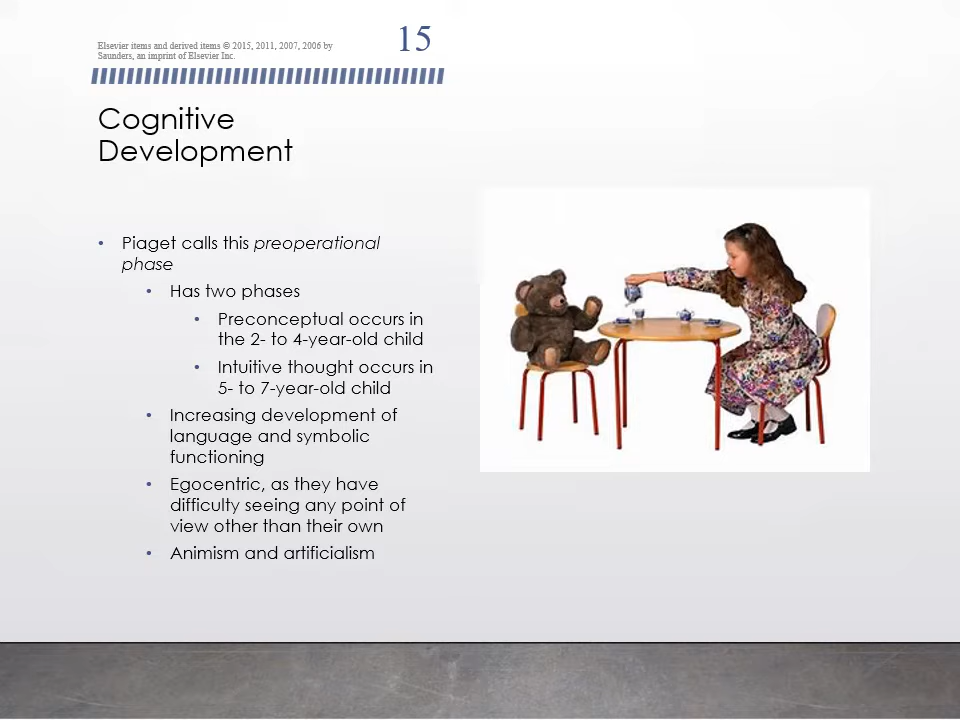 Elsevier items and derived items © 2015, 2011, 2007, 2006 by
Saunders, an imprint of Elsevier Inc.
15
Cognitive
Development
• Piaget calls this preoperational
phase
• Has two phases
• Preconceptual occurs in
the 2- to 4-year-old child
• Intuitive thought occurs in
5- to 7-year-old child
• Increasing development of
language and symbolic
functioning
• Egocentric, as they have
difficulty seeing any point of
view other than their own
• Animism and artificialism